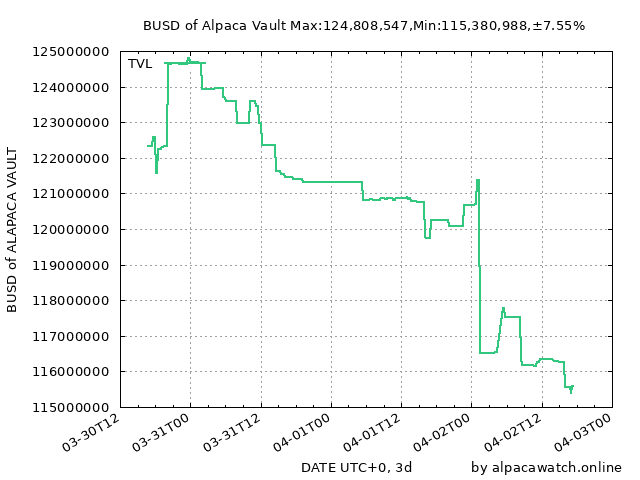 BUSD of Alpaca Vault Max:124,808,547,Min:115,380,988,±7.55%
TVL
125000000
124000000
123000000
122000000
121000000
120000000
119000000
118000000
117000000
116000000
115000000
BUSD of ALAPACA VAULT
03-30T12
03-31T00
03-31T12
04-01T00
04-01T12
04-02T00
04-02T12
04-03T00
DATE UTC+0, 3d
by alpacawatch.online